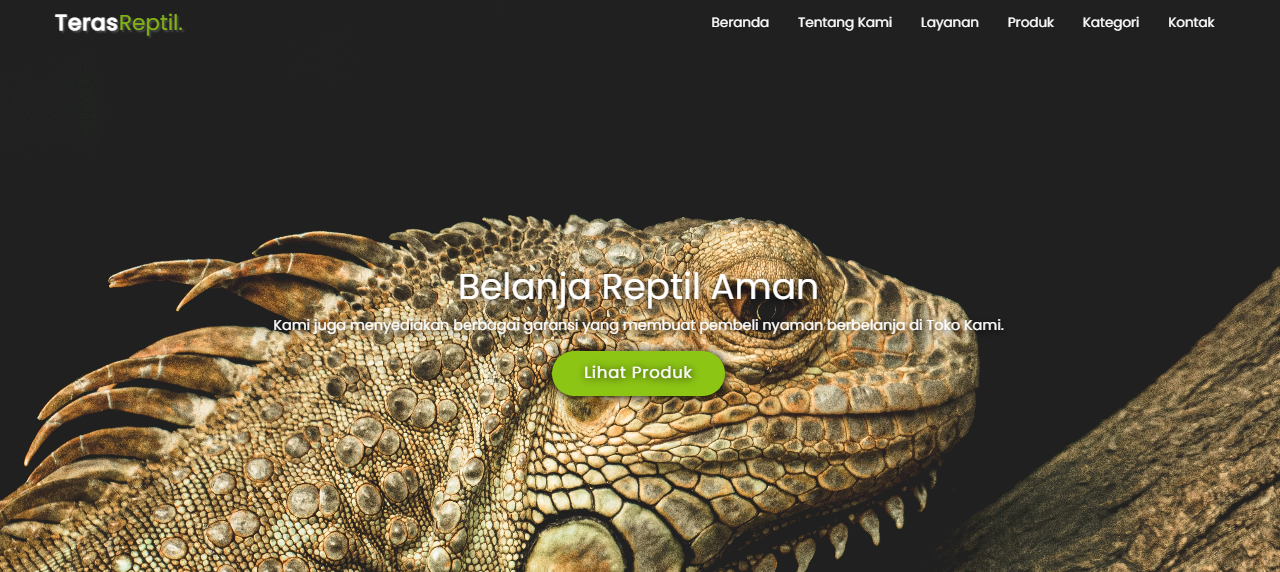 TerasReptil.
Beranda Tentang Kami Layanan Produk Kategori Kontak
Belanja Reptil Aman
Kami juga menyediakan berbagai garansi yang membuat pembeli nyaman berbelanja di Toko Kami.
Lihat Produk